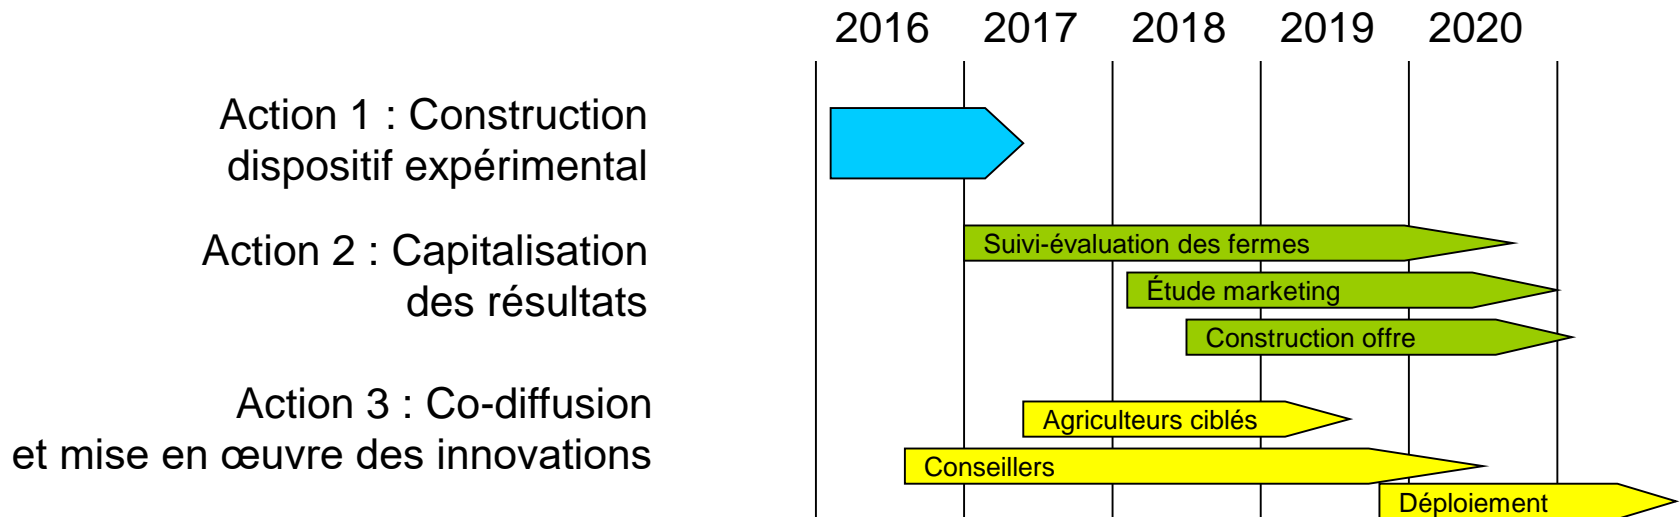 2016 2017 2018 2019 2020
Action 1 : Construction
dispositif expérimental
Action 2 : Capitalisation
des résultats
Suivi-évaluation des fermes
Étude marketing
Construction offre
Action 3 : Co-diffusion
et mise en œuvre des innovations
Agriculteurs ciblés
Conseillers
Déploiement